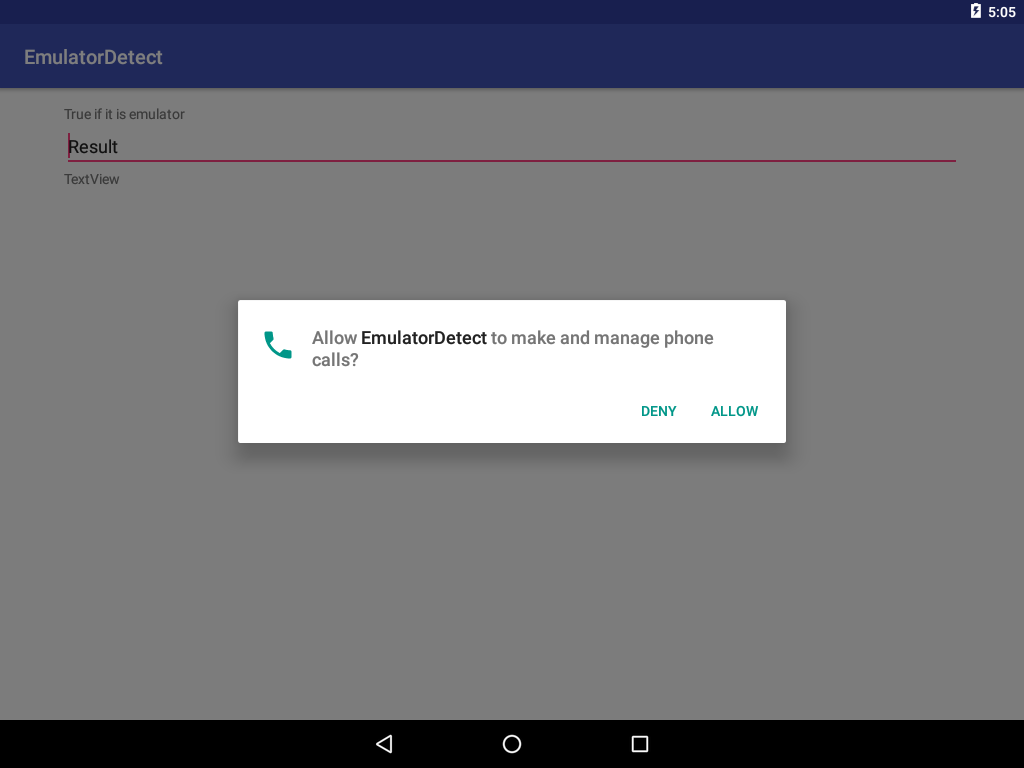 5:05
EmulatorDetect
True if it is emulator
Result
TextView
Allow EmulatorDetect to make and manage phone
calls?
DENY ALLOW